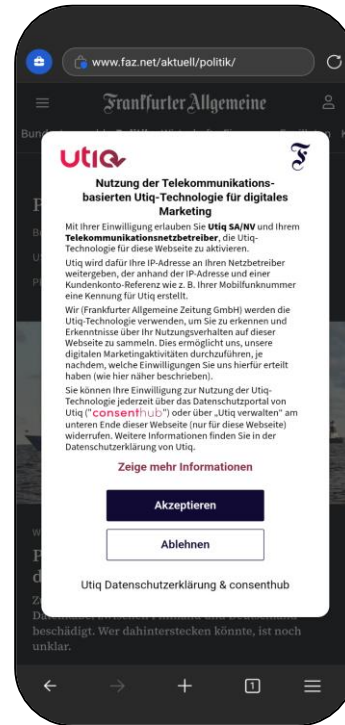 www.faz.net/aktuell/politik/
Frankfurter Allgemeine
utiq
F
Nutzung der Telekommunikations-
basierten Utiq-Technologie für digitales
Marketing
Mit Ihrer Einwilligung erlauben Sie Utiq SA/NV und Ihrem
Telekommunikationsnetzbetreiber, die Utiq-
Technologie für diese Webseite zu aktivieren.
Utiq wird dafür Ihre IP-Adresse an Ihren Netzbetreiber
weitergeben, der anhand der IP-Adresse und einer
Kundenkonto-Referenz wie z. B. Ihrer Mobilfunknummer
eine Kennung für Utiq erstellt.
Wir (Frankfurter Allgemeine Zeitung GmbH) werden die
Utiq-Technologie verwenden, um Sie zu erkennen und
Erkenntnisse über Ihr Nutzungsverhalten auf dieser
Webseite zu sammeln. Dies ermöglicht uns, unsere
digitalen Marketingaktivitäten durchzuführen, je
nachdem, welche Einwilligungen Sie uns hierfür erteilt
haben (wie hier näher beschrieben).
Sie können Ihre Einwilligung zur Nutzung der Utiq-
Technologie jederzeit über das Datenschutzportal von
Utiq ("consenthub") oder über „Utiq verwalten“ am
unteren Ende dieser Webseite (nur für diese Webseite)
widerrufen. Weitere Informationen finden Sie in der
Datenschutzerklärung von Utiq.
Zeige mehr Informationen
Akzeptieren
Ablehnen
Utiq Datenschutzerklärung & consenthub
beschädigt. Wer dahinterstecken könnte, ist noch
unklar.
1